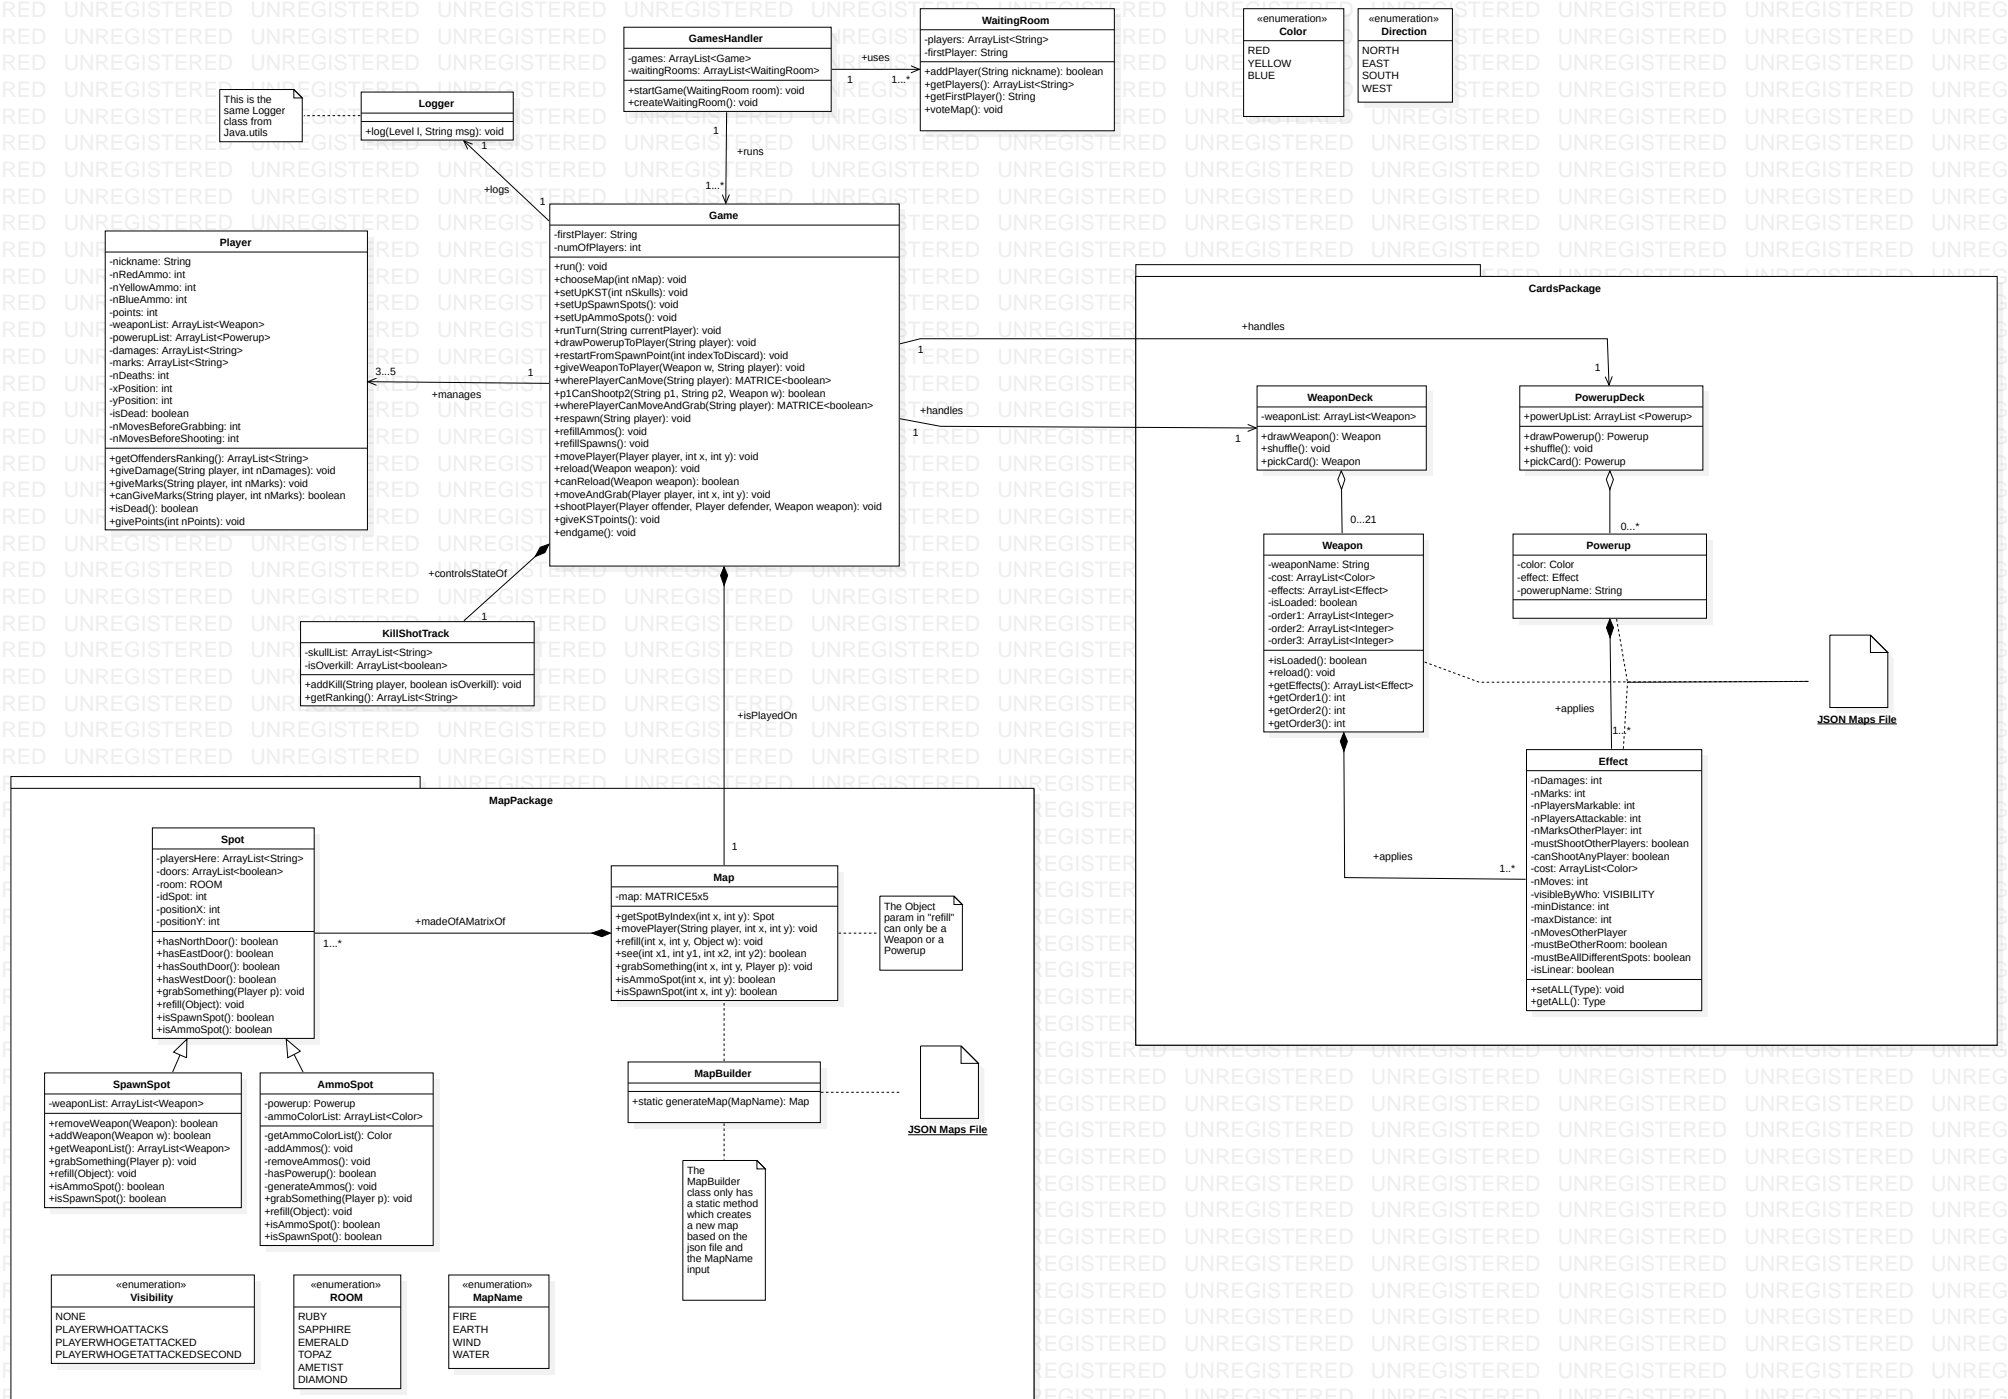 WaitingRoom
-players: ArrayList<String>
-firstPlayer: String
+addPlayer(String nickname): boolean
+getPlayers(): ArrayList<String>
+getFirstPlayer(): String
+voteMap(): void
«enumeration»
Color
RED
YELLOW
BLUE
«enumeration»
Direction
NORTH
EAST
SOUTH
WEST
GamesHandler
-games: ArrayList<Game>
-waitingRooms: ArrayList<WaitingRoom>
+startGame(WaitingRoom room): void
+createWaitingRoom(): void
+uses
1
1...*
This is the
same Logger
class from
Java.utils
Logger
+log(Level l, String msg): void
1
+logs
1
1
+runs
1...*
Game
-firstPlayer: String
-numOfPlayers: int
+run(): void
+chooseMap(int nMap): void
+setUpKST(int nSkulls): void
+setUpSpawnSpots(): void
+setUpAmmoSpots(): void
+runTurn(String currentPlayer): void
+drawPowerupToPlayer(String player): void
+restartFromSpawnPoint(int indexToDiscard): void
+giveWeaponToPlayer(Weapon w, String player): void
+wherePlayerCanMove(String player): MATRICE<boolean>
+p1CanShootp2(String p1, String p2, Weapon w): boolean
+wherePlayerCanMoveAndGrab(String player): MATRICE<boolean>
+respawn(String player): void
+refillAmmos(): void
+refillSpawns(): void
+movePlayer(Player player, int x, int y): void
+reload(Weapon weapon): void
+canReload(Weapon weapon): boolean
+moveAndGrab(Player player, int x, int y): void
+shootPlayer(Player offender, Player defender, Weapon weapon): void
+giveKSTpoints(): void
+endgame(): void
Player
-nickname: String
-nRedAmmo: int
-nYellowAmmo: int
-nBlueAmmo: int
-points: int
-weaponList: ArrayList<Weapon>
-powerupList: ArrayList<Powerup>
-damages: ArrayList<String>
-marks: ArrayList<String>
-nDeaths: int
-xPosition: int
-yPosition: int
-isDead: boolean
-nMovesBeforeGrabbing: int
-nMovesBeforeShooting: int
+getOffendersRanking(): ArrayList<String>
+giveDamage(String player, int nDamages): void
+giveMarks(String player, int nMarks): void
+canGiveMarks(String player, int nMarks): boolean
+isDead(): boolean
+givePoints(int nPoints): void
3...5
1
+manages
+controlsStateOf
1
KillShotTrack
-skullList: ArrayList<String>
-isOverkill: ArrayList<boolean>
+addKill(String player, boolean isOverkill): void
+getRanking(): ArrayList<String>
+isPlayedOn
1
CardsPackage
+handles
1
1
+handles
1
1
WeaponDeck
-weaponList: ArrayList<Weapon>
+drawWeapon(): Weapon
+shuffle(): void
+pickCard(): Weapon
PowerupDeck
+powerUpList: ArrayList <Powerup>
+drawPowerup(): Powerup
+shuffle(): void
+pickCard(): Powerup
0...21
0...*
Weapon
-weaponName: String
-cost: ArrayList<Color>
-effects: ArrayList<Effect>
-isLoaded: boolean
-order1: ArrayList<Integer>
-order2: ArrayList<Integer>
-order3: ArrayList<Integer>
+isLoaded(): boolean
+reload(): void
+getEffects(): ArrayList<Effect>
+getOrder1(): int
+getOrder2(): int
+getOrder3(): int
Powerup
-color: Color
-effect: Effect
-powerupName: String
JSON Maps File
+applies
1...*
+applies
1..*
Effect
-nDamages: int
-nMarks: int
-nPlayersMarkable: int
-nPlayersAttackable: int
-nMarksOtherPlayer: int
-mustShootOtherPlayers: boolean
-canShootAnyPlayer: boolean
-cost: ArrayList<Color>
-nMoves: int
-visibleByWho: VISIBILITY
-minDistance: int
-maxDistance: int
-nMovesOtherPlayer
-mustBeOtherRoom: boolean
-mustBeAllDifferentSpots: boolean
-isLinear: boolean
+setALL(Type): void
+getALL(): Type
MapPackage
Spot
-playersHere: ArrayList<String>
-doors: ArrayList<boolean>
-room: ROOM
-idSpot: int
-positionX: int
-positionY: int
+hasNorthDoor(): boolean
+hasEastDoor(): boolean
+hasSouthDoor(): boolean
+hasWestDoor(): boolean
+grabSomething(Player p): void
+refill(Object): void
+isSpawnSpot(): boolean
+isAmmoSpot(): boolean
+madeOfAMatrixOf
1...*
Map
-map: MATRICE5x5
+getSpotByIndex(int x, int y): Spot
+movePlayer(String player, int x, int y): void
+refill(int x, int y, Object w): void
+see(int x1, int y1, int x2, int y2): boolean
+grabSomething(int x, int y, Player p): void
+isAmmoSpot(int x, int y): boolean
+isSpawnSpot(int x, int y): boolean
The Object
param in "refill"
can only be a
Weapon or a
Powerup
SpawnSpot
-weaponList: ArrayList<Weapon>
+removeWeapon(Weapon): boolean
+addWeapon(Weapon w): boolean
+getWeaponList(): ArrayList<Weapon>
+grabSomething(Player p): void
+refill(Object): void
+isAmmoSpot(): boolean
+isSpawnSpot(): boolean
AmmoSpot
-powerup: Powerup
-ammoColorList: ArrayList<Color>
-getAmmoColorList(): Color
-addAmmos(): void
-removeAmmos(): void
-hasPowerup(): boolean
-generateAmmos(): void
+grabSomething(Player p): void
+refill(Object): void
+isAmmoSpot(): boolean
+isSpawnSpot(): boolean
MapBuilder
+static generateMap(MapName): Map
JSON Maps File
The
MapBuilder
class only has
a static method
which creates
a new map
based on the
json file and
the MapName
input
«enumeration»
Visibility
NONE
PLAYERWHOATTACKS
PLAYERWHOGETATTACKED
PLAYERWHOGETATTACKEDSECOND
«enumeration»
ROOM
RUBY
SAPPHIRE
EMERALD
TOPAZ
AMETIST
DIAMOND
«enumeration»
MapName
FIRE
EARTH
WIND
WATER
UNREGISTERED